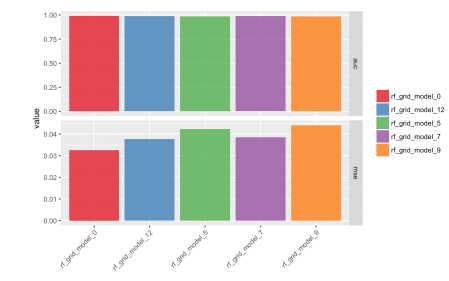 1.00
0.75
0.50
0.25
0.00
auc
value
0.04
0.03
0.02
0.01
0.00
mse
rf_grid_model_0
rf_grid_model_12
rf_grid_model_5
rf_grid_model_7
rf_grid_model_9
rf_grid_model_0
rf_grid_model_12
rf_grid_model_5
rf_grid_model_7
rf_grid_model_9